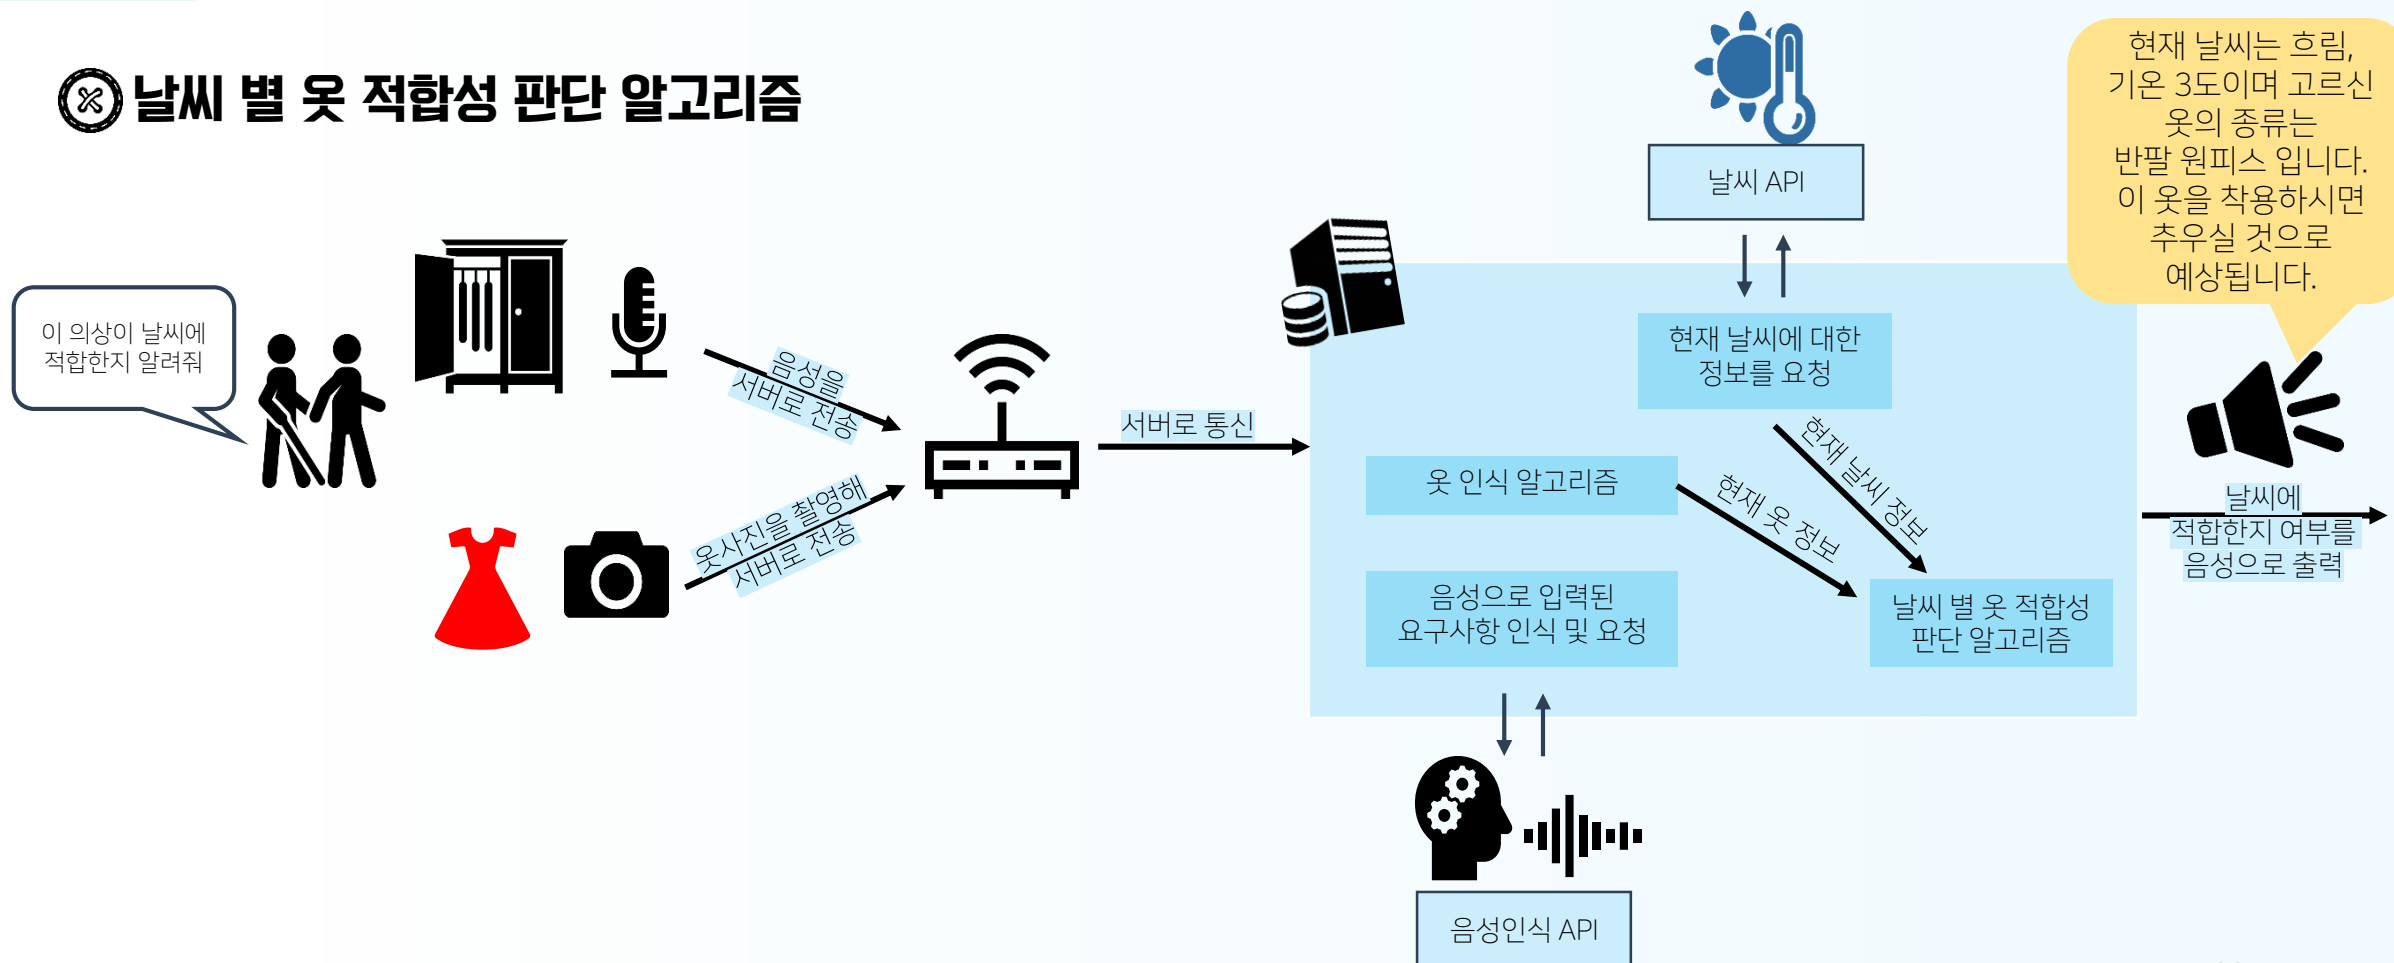 날씨 별 옷 적합성 판단 알고리즘
이 의상이 날씨에
적합한지 알려줘
음성을
서버로 전송
옷사진을 촬영해
서버로 전송
서버로 통신
날씨 API
현재 날씨에 대한
정보를 요청
현재 날씨 정보
옷 인식 알고리즘
현재 옷 정보
음성으로 입력된
요구사항 인식 및 요청
날씨 별 옷 적합성
판단 알고리즘
음성인식 API
현재 날씨는 흐림,
기온 3도이며 고르신
옷의 종류는
반팔 원피스 입니다.
이 옷을 착용하시면
추우실 것으로
예상됩니다.
날씨에
적합한지 여부를
음성으로 출력